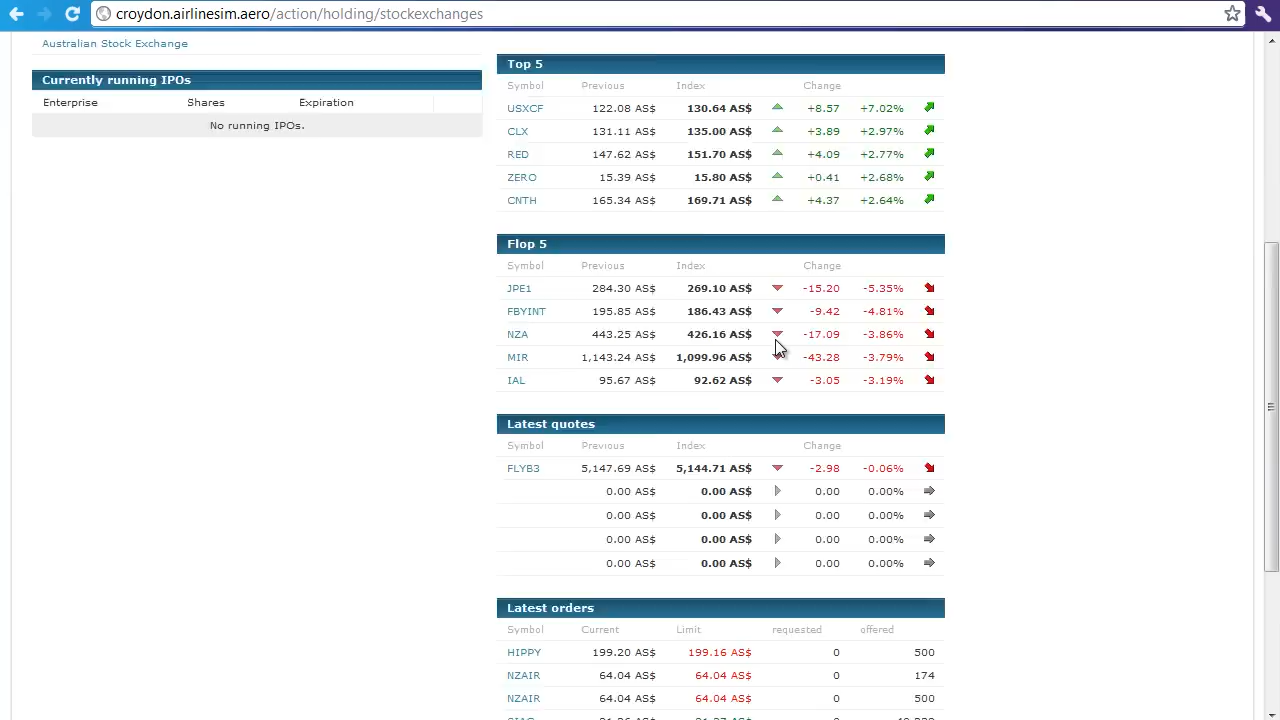 croydon.airlinesim.aero/action/holding/stockexchanges
Australian Stock Exchange
Currently running IPOs
Enterprise Shares Expiration
No running IPOs.
Top 5
Symbol Previous Index Change
USXCF 122.08 AS$ 130.64 AS$ +8.57 +7.02%
CLX 131.11 AS$ 135.00 AS$ +3.89 +2.97%
RED 147.62 AS$ 151.70 AS$ +4.09 +2.77%
ZERO 15.39 AS$ 15.80 AS$ +0.41 +2.68%
CNTH 165.34 AS$ 169.71 AS$ +4.37 +2.64%
Flop 5
Symbol Previous Index Change
JPE1 284.30 AS$ 269.10 AS$ -15.20 -5.35%
FBYINT 195.85 AS$ 186.43 AS$ -9.42 -4.81%
NZA 443.25 AS$ 426.16 AS$ -17.09 -3.86%
MIR 1,143.24 AS$ 1,099.96 AS$ -43.28 -3.79%
IAL 95.67 AS$ 92.62 AS$ -3.05 -3.19%
Latest quotes
Symbol Previous Index Change
FLYB3 5,147.69 AS$ 5,144.71 AS$ -2.98 -0.06%
0.00 AS$ 0.00 AS$ 0.00 0.00%
0.00 AS$ 0.00 AS$ 0.00 0.00%
0.00 AS$ 0.00 AS$ 0.00 0.00%
0.00 AS$ 0.00 AS$ 0.00 0.00%
Latest orders
Symbol Current Limit requested offered
HIPPY 199.20 AS$ 199.16 AS$ 0 500
NZAIR 64.04 AS$ 64.04 AS$ 0 174
NZAIR 64.04 AS$ 64.04 AS$ 0 500